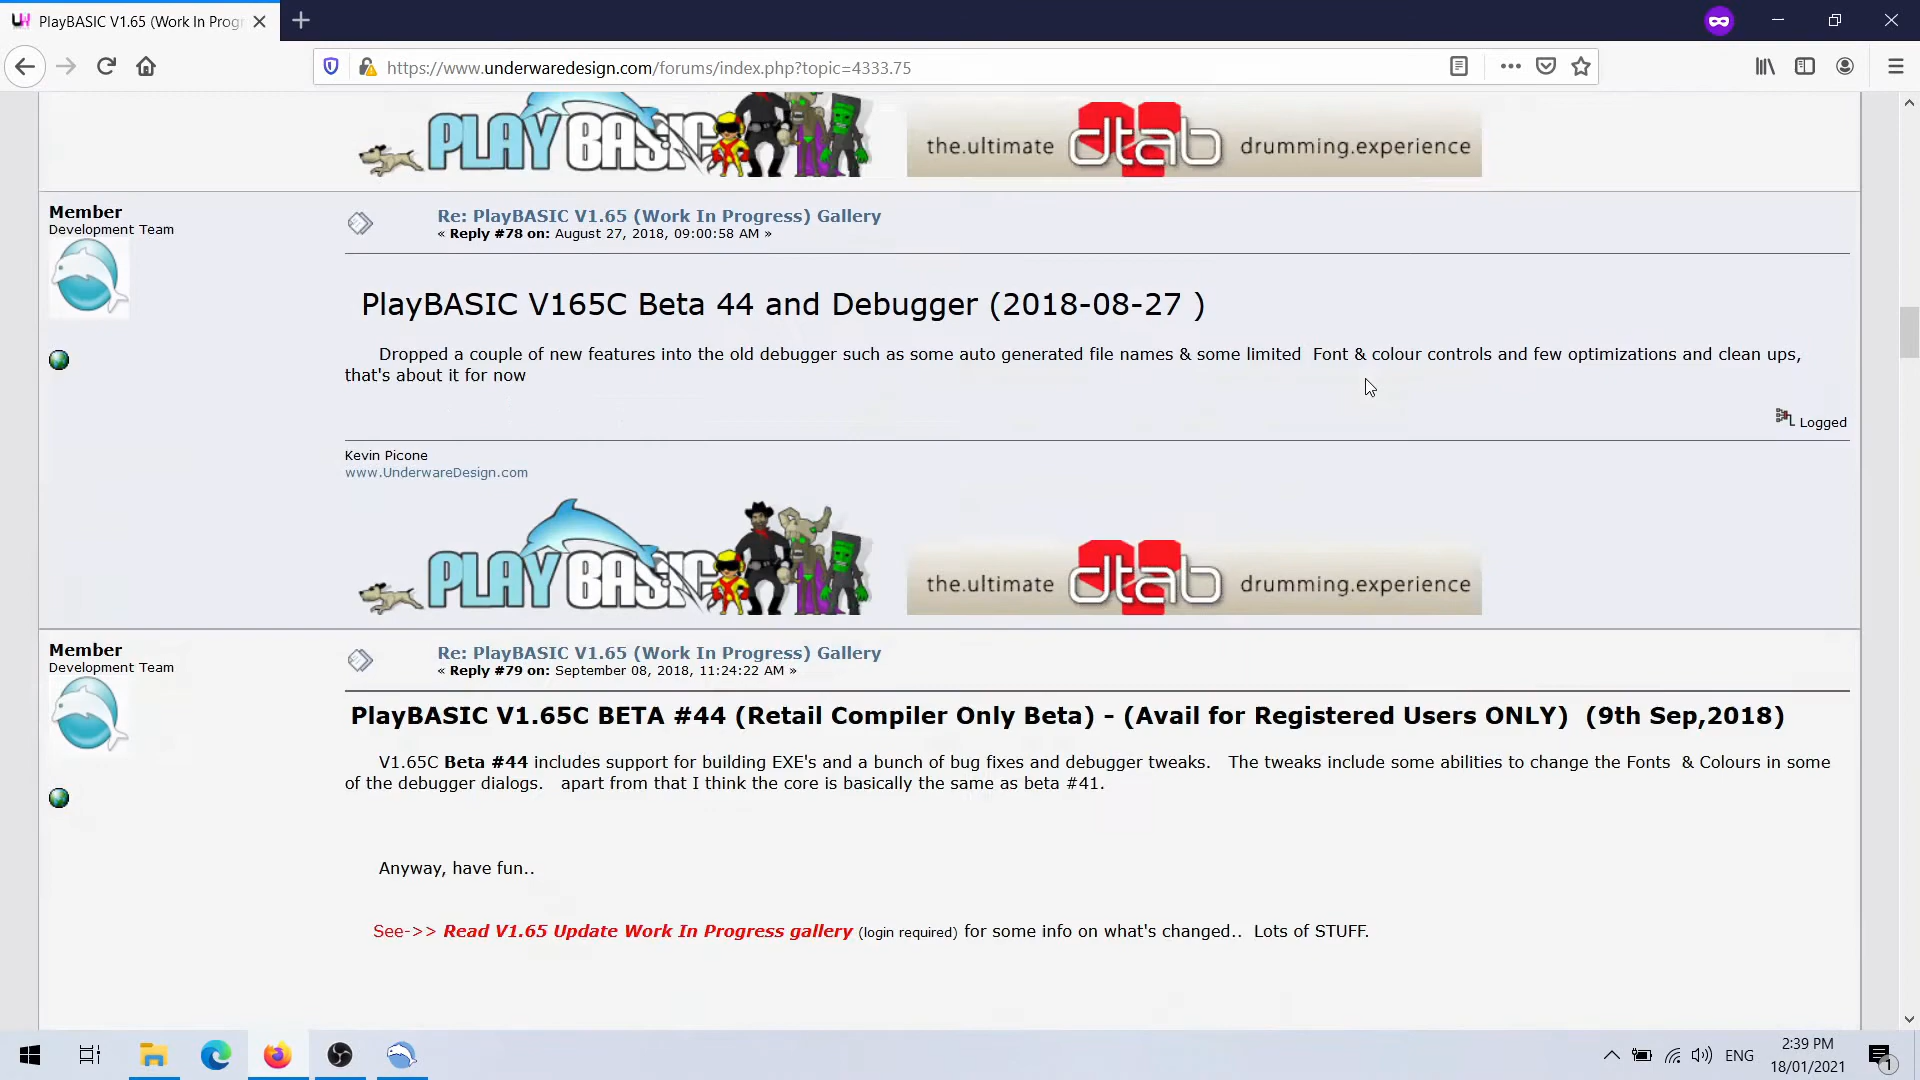 PlayBASIC V1.65 (Work In Progr
https://www.underwaredesign.com/forums/index.php?topic=4333.75
PLAYBASIC
the.ultimate dtab drumming.experience
Member
Development Team
Re: PlayBASIC V1.65 (Work In Progress) Gallery
« Reply #78 on: August 27, 2018, 09:00:58 AM »
PlayBASIC V165C Beta 44 and Debugger (2018-08-27 )
Dropped a couple of new features into the old debugger such as some auto generated file names & some limited Font & colour controls and few optimizations and clean ups,
that's about it for now
Logged
Kevin Picone
www.UnderwareDesign.com
PLAYBASIC
the.ultimate dtab drumming.experience
Member
Development Team
Re: PlayBASIC V1.65 (Work In Progress) Gallery
« Reply #79 on: September 08, 2018, 11:24:22 AM »
PlayBASIC V1.65C BETA #44 (Retail Compiler Only Beta) - (Avail for Registered Users ONLY) (9th Sep,2018)
V1.65C Beta #44 includes support for building EXE's and a bunch of bug fixes and debugger tweaks. The tweaks include some abilities to change the Fonts & Colours in some
of the debugger dialogs. apart from that I think the core is basically the same as beta #41.
Anyway, have fun..
See->> Read V1.65 Update Work In Progress gallery (login required) for some info on what's changed.. Lots of STUFF.
ENG
2:39 PM
18/01/2021
1